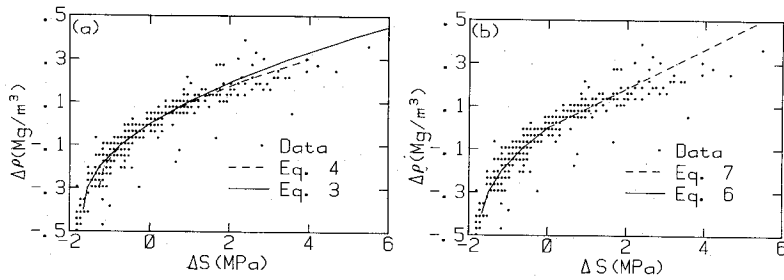 (a)
.5
.3
.1
-.1
-.3
-.5
Δρ(Mg/m³)
Data
Eq. 4
Eq. 3
-2 0 2 4 6
ΔS(MPa)
(b)
.5
.3
.1
-.1
-.3
-.5
Δρ(Mg/m³)
Data
Eq. 7
Eq. 6
-2 0 2 4 6
ΔS(MPa)